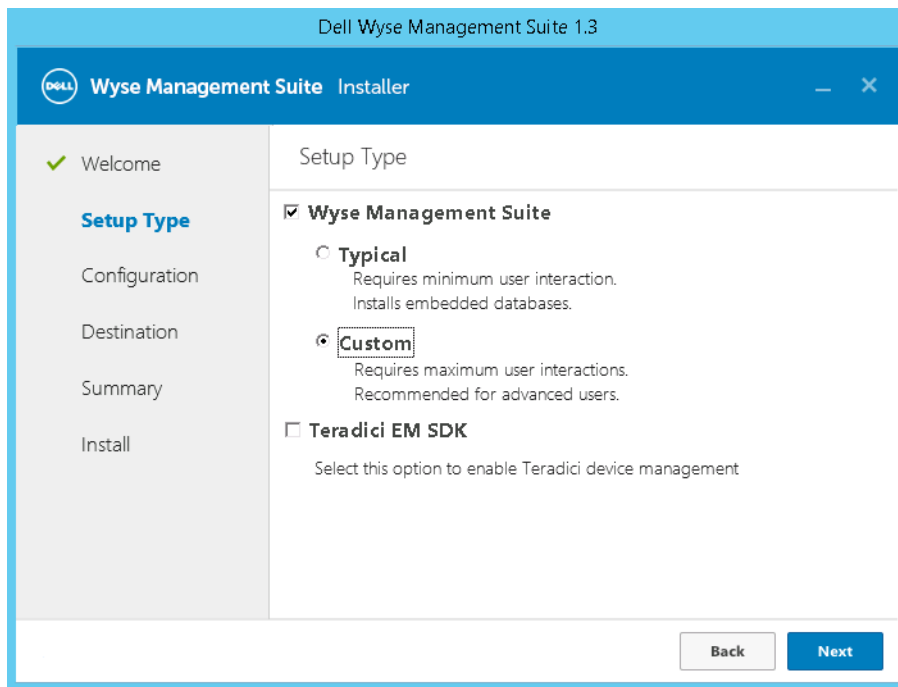 Dell Wyse Management Suite 1.3
DELL Wyse Management Suite Installer
Welcome
Setup Type
Configuration
Destination
Summary
Install
Setup Type
Wyse Management Suite
Typical
Requires minimum user interaction.
Installs embedded databases.
Custom
Requires maximum user interactions.
Recommended for advanced users.
Teradici EM SDK
Select this option to enable Teradici device management
Back
Next